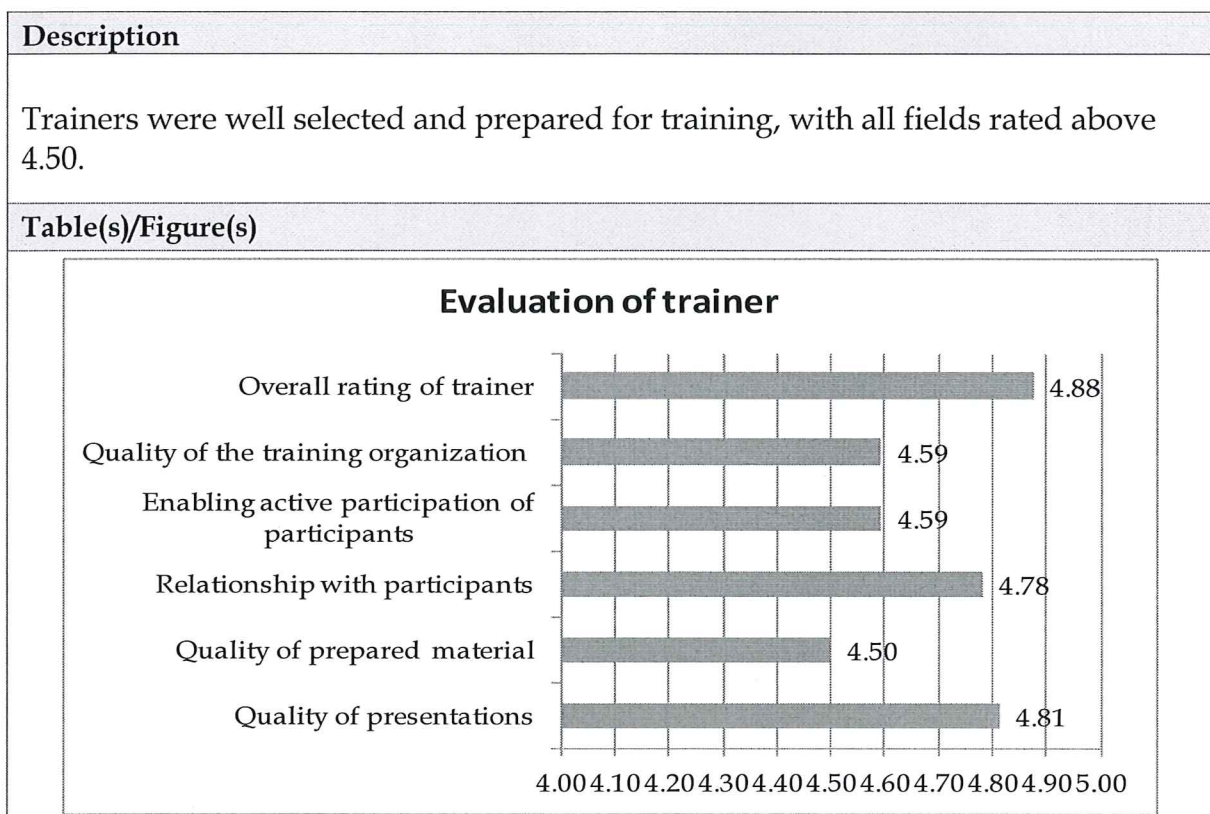 Description
Trainers were well selected and prepared for training, with all fields rated above
4.50.
Table(s)/Figure(s)
Evaluation of trainer
Overall rating of trainer
4.88
Quality of the training organization
4.59
Enabling active participation of
participants
4.59
Relationship with participants
4.78
Quality of prepared material
4.50
Quality of presentations
4.81
4.00 4.10 4.20 4.30 4.40 4.50 4.60 4.70 4.80 4.90 5.00